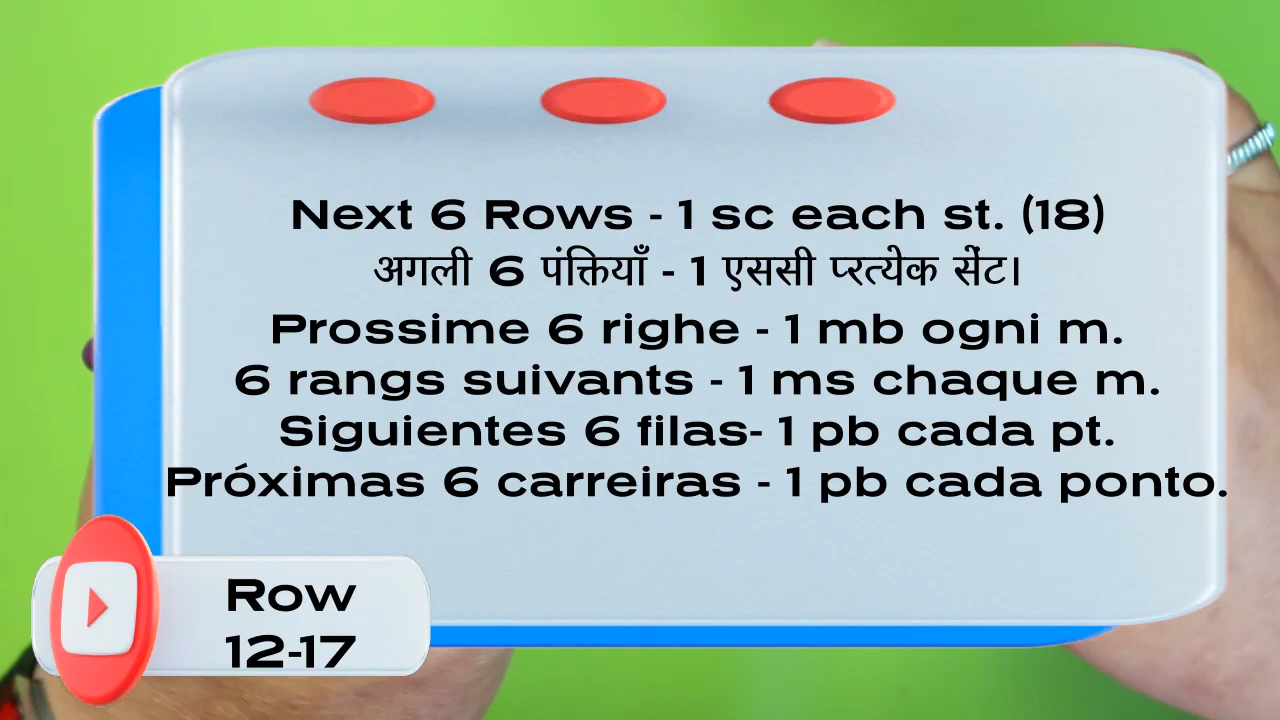 Next 6 Rows - 1 sc each st. (18)
अगली 6 पंक्तियाँ - 1 एससी प्रत्येक सेंट।
Prossime 6 righe - 1 mb ogni m.
6 rangs suivants - 1 ms chaque m.
Siguientes 6 filas- 1 pb cada pt.
Próximas 6 carreiras - 1 pb cada ponto.
Row
12-17